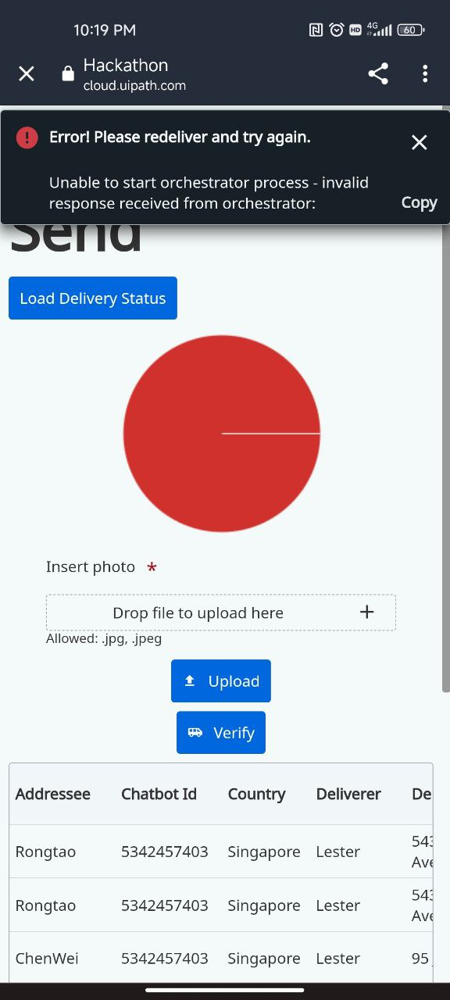 10:19 PM
HD 4G 60
Hackathon
cloud.uipath.com
Error! Please redeliver and try again.
Unable to start orchestrator process - invalid
response received from orchestrator:
Copy
Send
Load Delivery Status
Insert photo *
Drop file to upload here +
Allowed: .jpg, .jpeg
Upload
Verify
Addressee Chatbot Id Country Deliverer De
Rongtao 5342457403 Singapore Lester 543
Ave
Rongtao 5342457403 Singapore Lester 543
Ave
ChenWei 5342457403 Singapore Lester 95